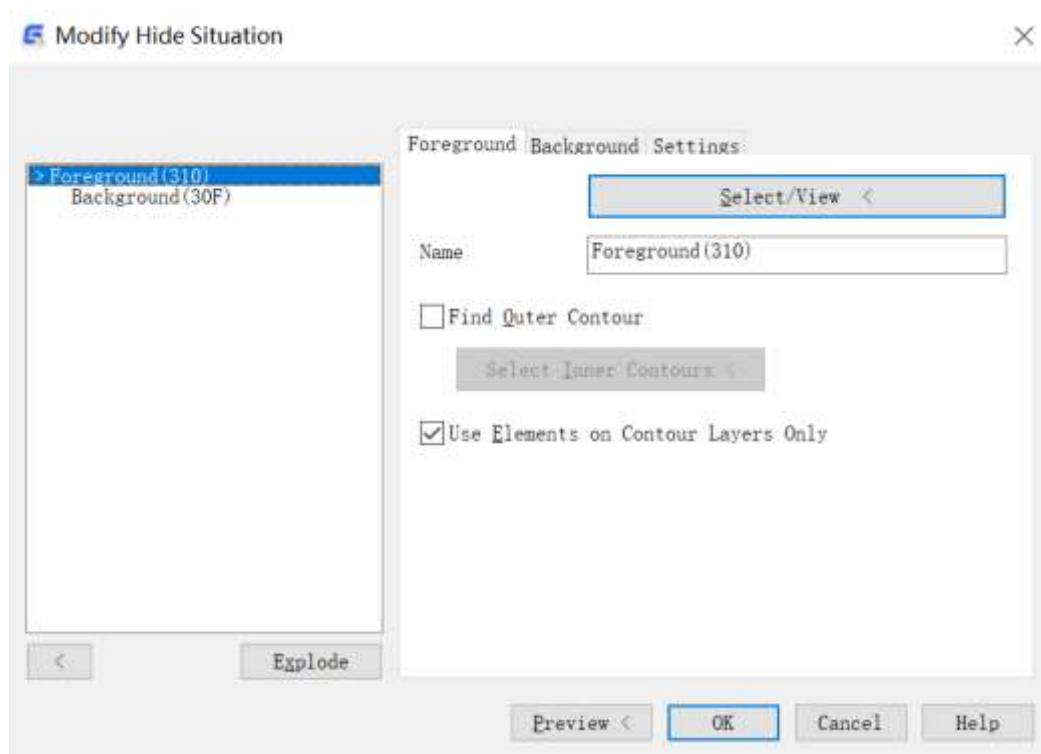 Modify Hide Situation
Foreground Background Settings
> Foreground(310)
Background(30F)
Select/View <
Name Foreground(310)
Find Outer Contour
Select Inner Contours <
Use Elements on Contour Layers Only
< Explode
Preview < OK Cancel Help